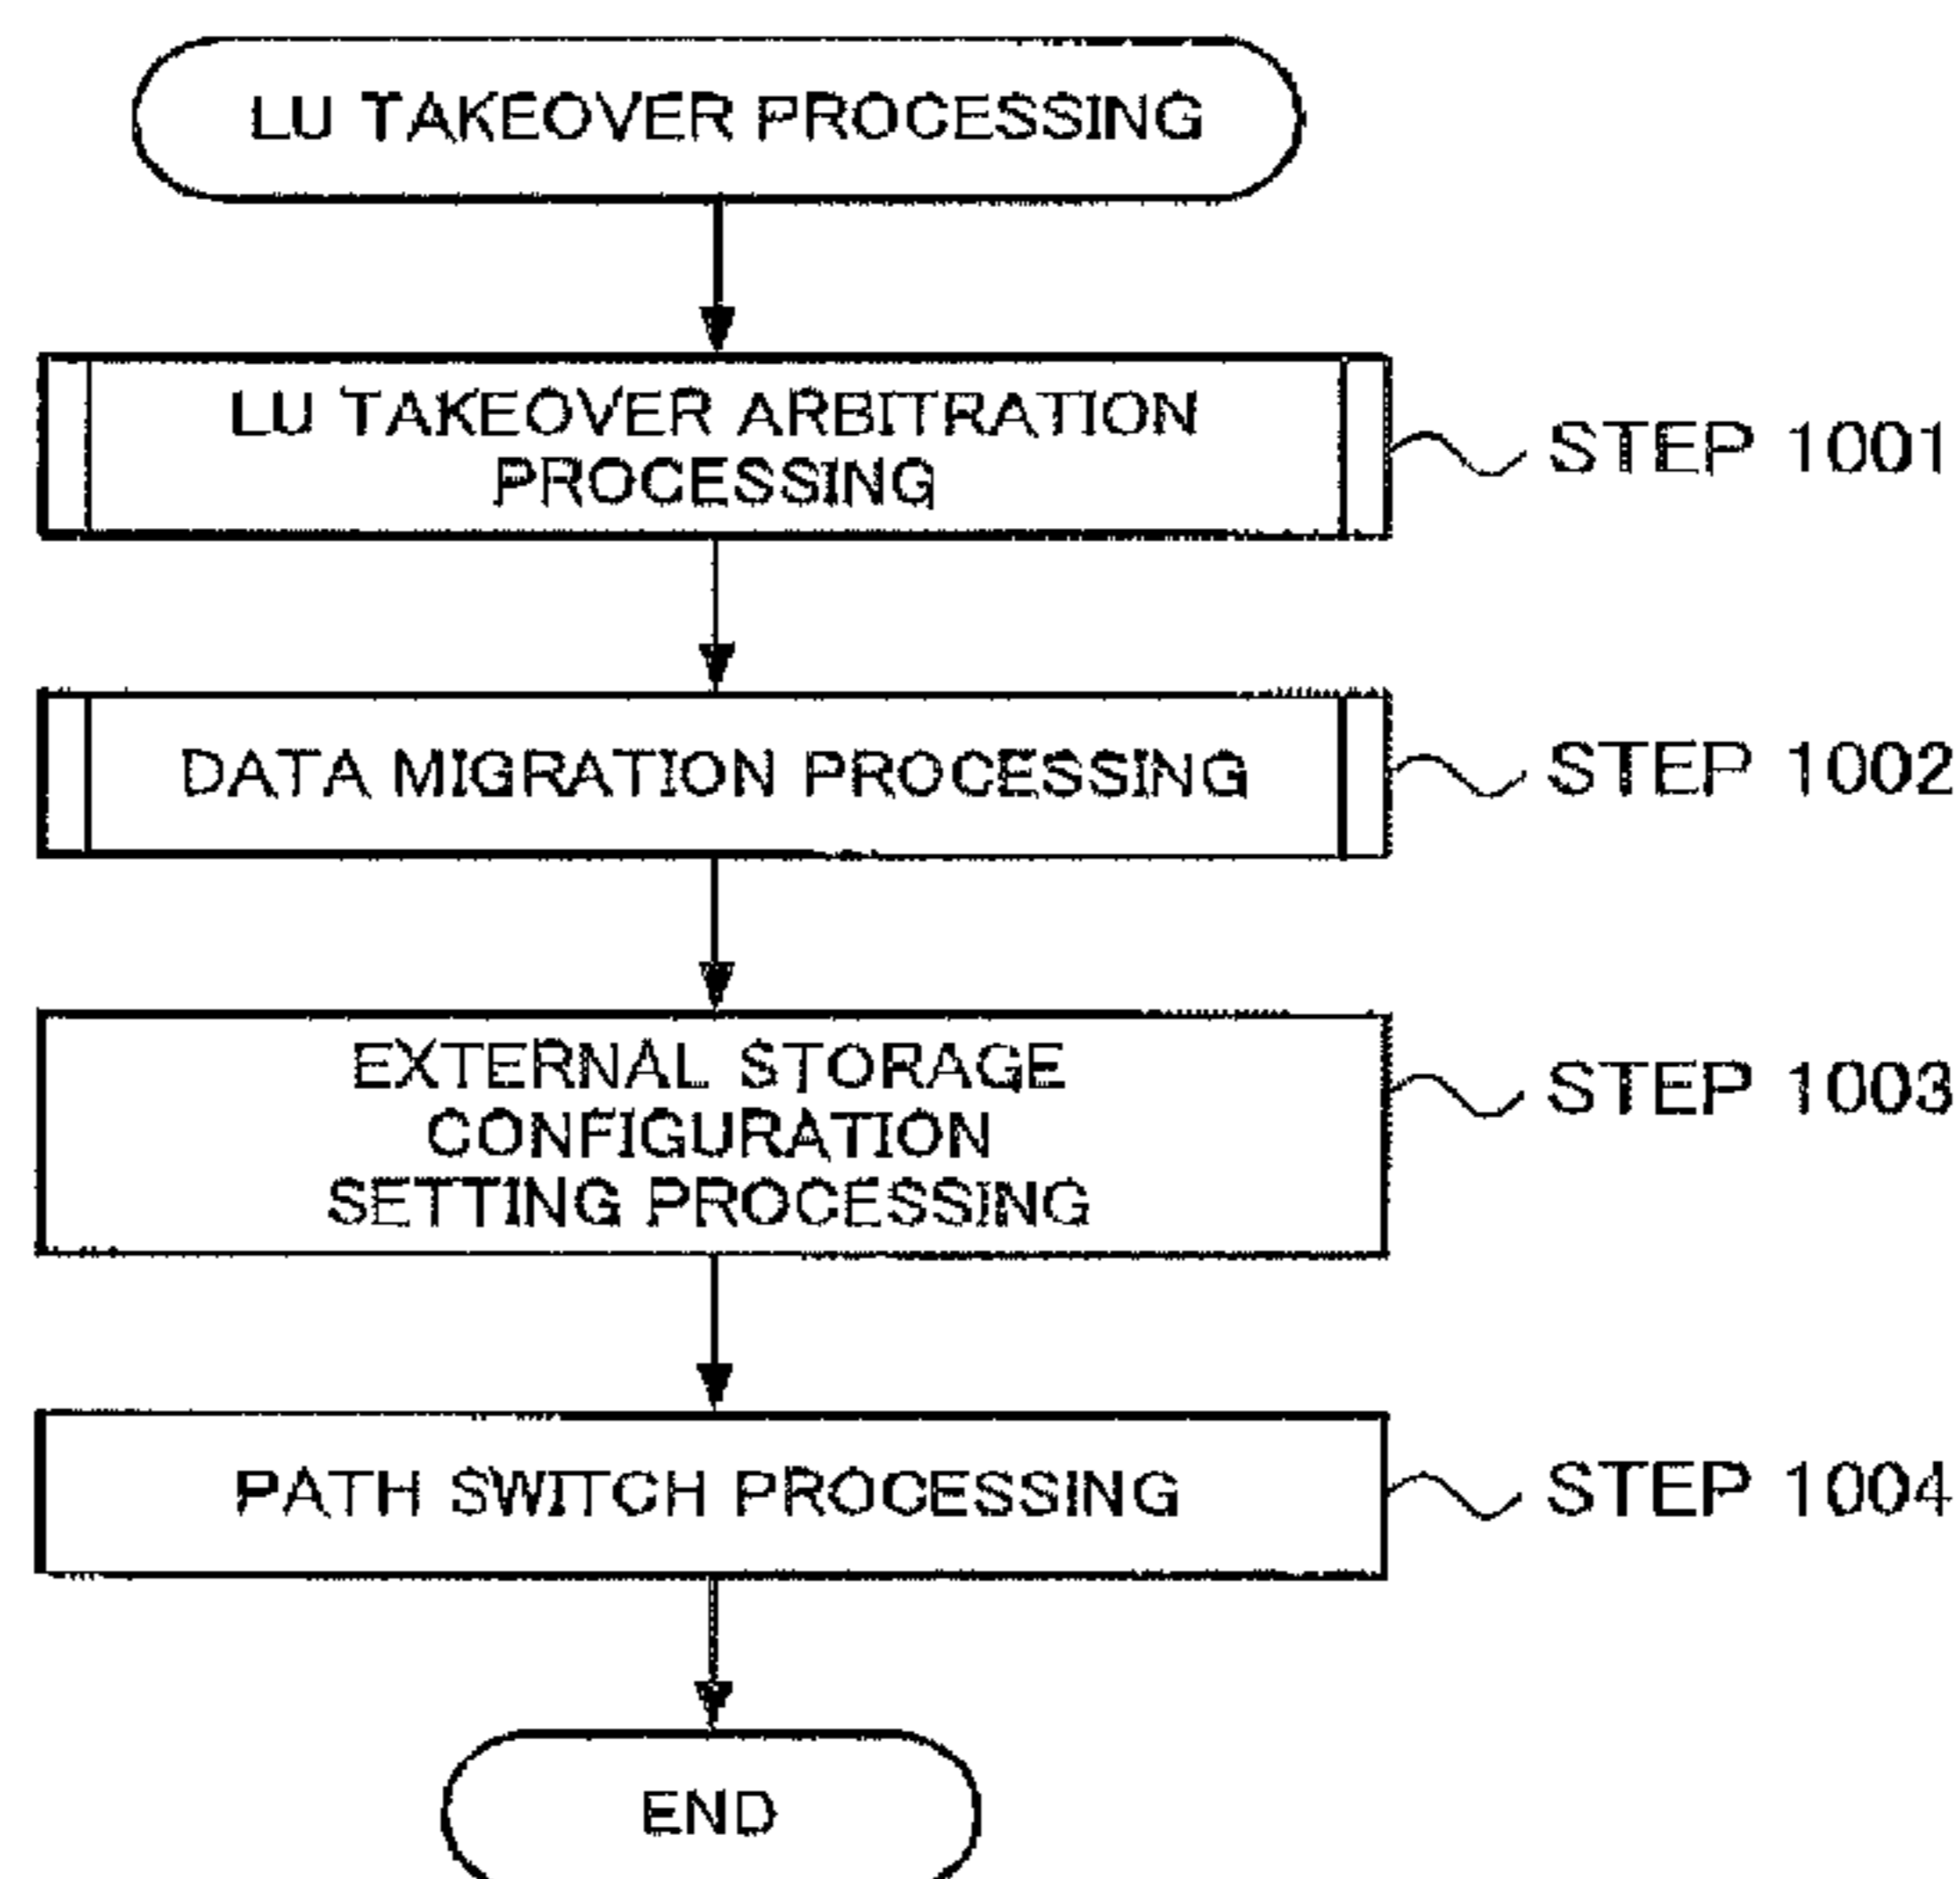 LU TAKEOVER PROCESSING
LU TAKEOVER ARBITRATION
PROCESSING
STEP 1001
DATA MIGRATION PROCESSING
STEP 1002
EXTERNAL STORAGE
CONFIGURATION
SETTING PROCESSING
STEP 1003
PATH SWITCH PROCESSING
STEP 1004
END